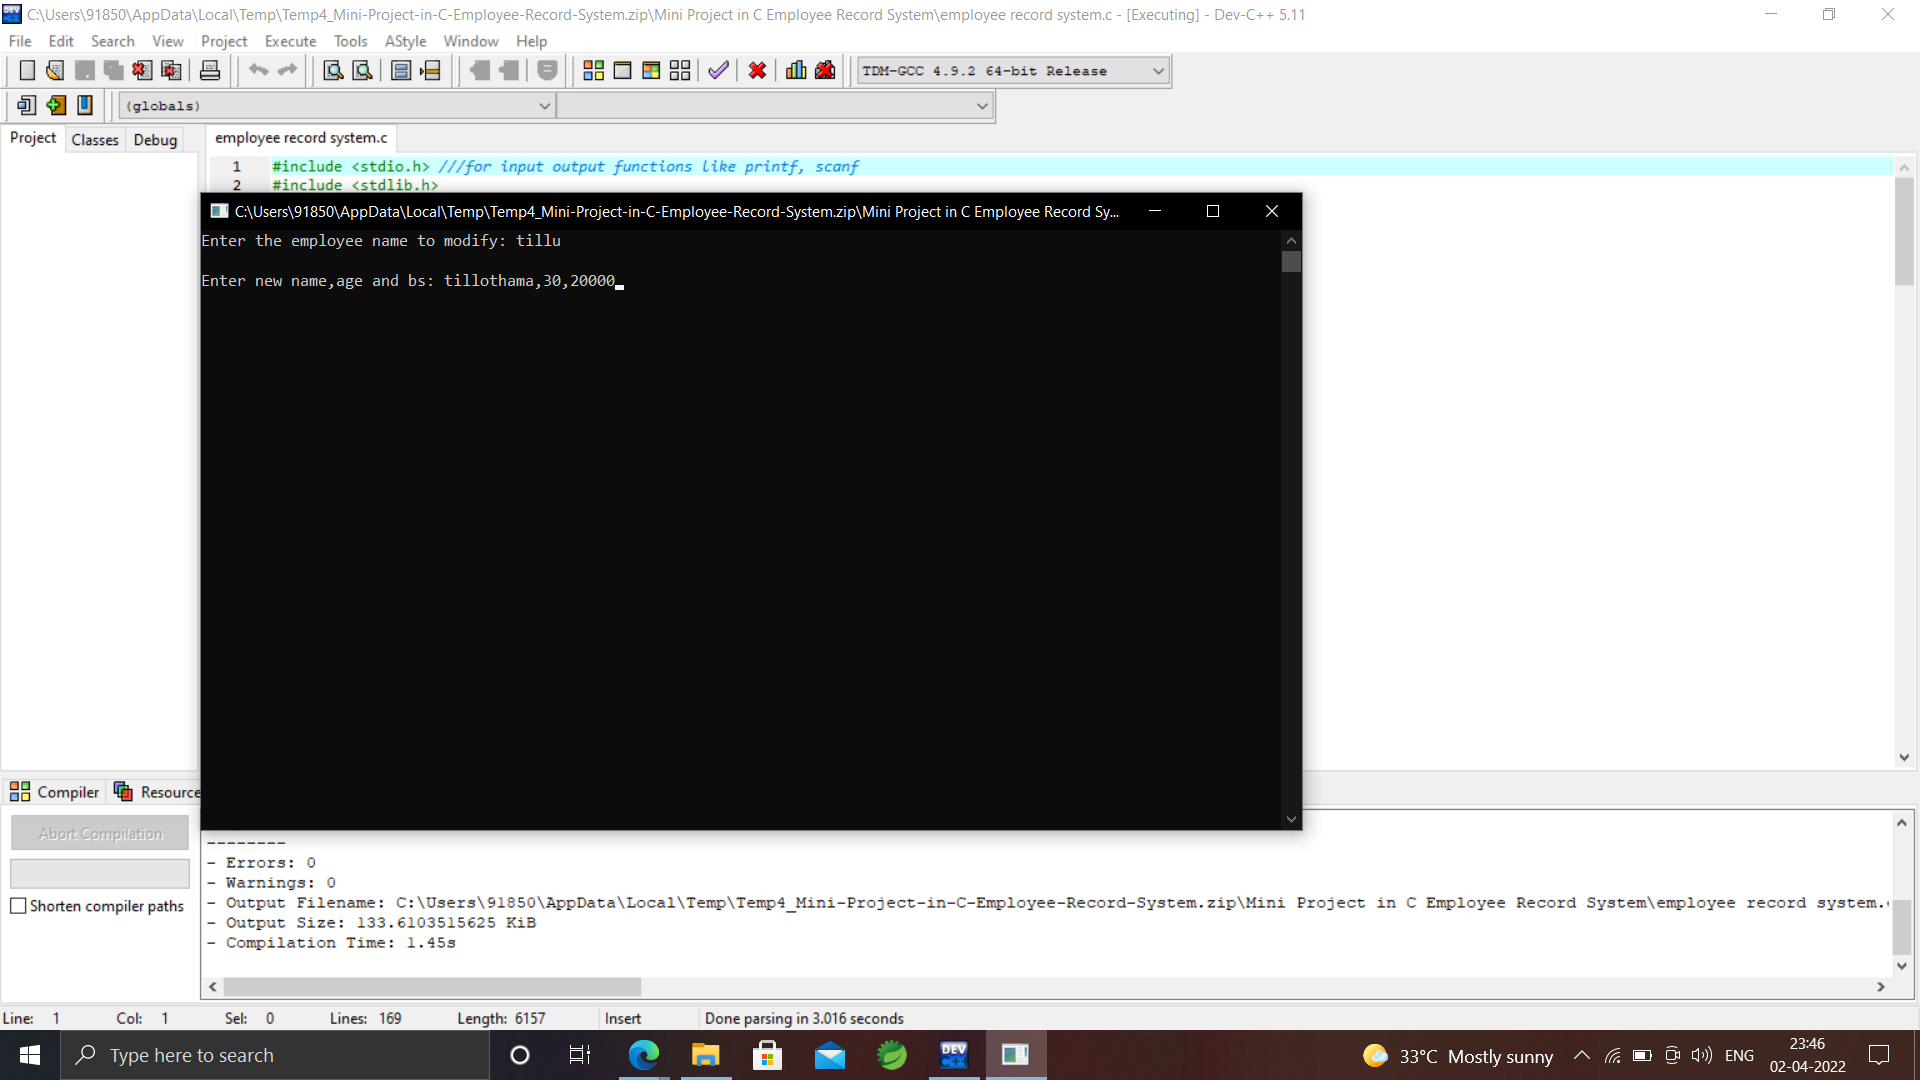 C:\Users\91850\AppData\Local\Temp\Temp4_Mini-Project-in-C-Employee-Record-System.zip\Mini Project in C Employee Record System\employee record system.c - [Executing] - Dev-C++ 5.11
File Edit Search View Project Execute Tools AStyle Window Help
TDM-GCC 4.9.2 64-bit Release
(globals)
Project Classes Debug
employee record system.c
1 #include <stdio.h> ///for input output functions like printf, scanf
2 #include <stdlib.h>
C:\Users\91850\AppData\Local\Temp\Temp4_Mini-Project-in-C-Employee-Record-System.zip\Mini Project in C Employee Record Sy...
Enter the employee name to modify: tillu
Enter new name,age and bs: tillothama,30,20000
Compiler Resource
Abort Compilation
Shorten compiler paths
--------
- Errors: 0
- Warnings: 0
- Output Filename: C:\Users\91850\AppData\Local\Temp\Temp4_Mini-Project-in-C-Employee-Record-System.zip\Mini Project in C Employee Record System\employee record system.
- Output Size: 133.6103515625 KiB
- Compilation Time: 1.45s
Line: 1 Col: 1 Sel: 0 Lines: 169 Length: 6157 Insert Done parsing in 3.016 seconds
Type here to search
DEV C++
33°C Mostly sunny
ENG
23:46
02-04-2022